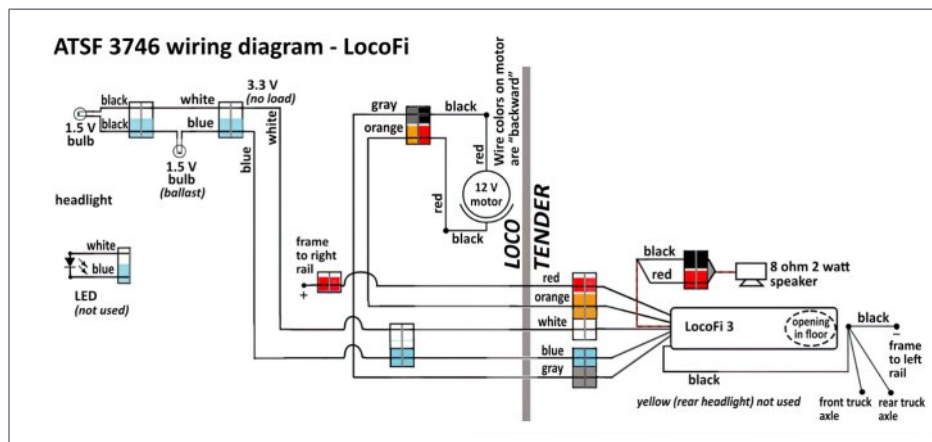 ATSF 3746 wiring diagram - LocoFi
3.3 V
(no load)
black
white
black
blue
1.5 V
bulb
1.5 V
bulb
(ballast)
white
blue
headlight
white
blue
LED
(not used)
gray
black
orange
red
red
12 V
motor
black
Wire colors on motor
are "backward"
LOCO
TENDER
frame
to right
rail
+
red
orange
white
blue
gray
black
red
8 ohm 2 watt
speaker
LocoFi 3
opening
in floor
black
–
frame
to left
rail
black
front truck
axle
rear truck
axle
yellow (rear headlight) not used